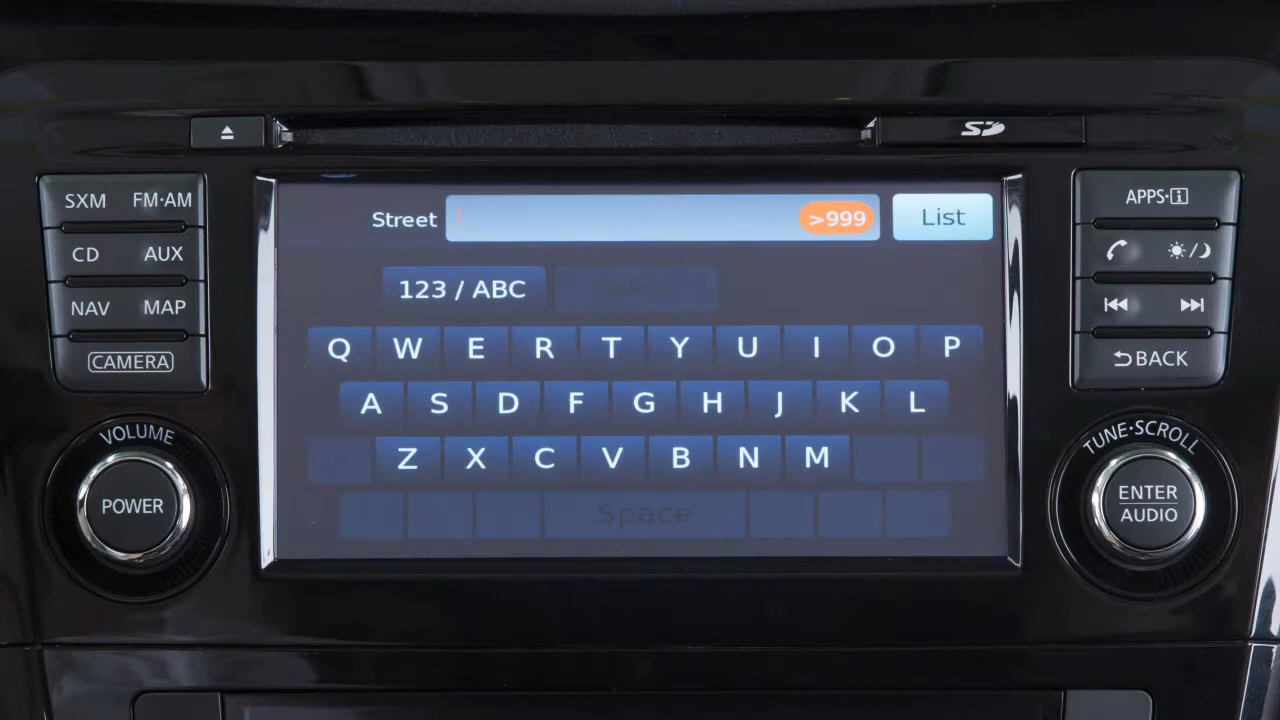 SD
SXM FM·AM
CD AUX
NAV MAP
CAMERA
VOLUME
POWER
Street >999 List
123 / ABC
Q W E R T Y U I O P
A S D F G H J K L
Z X C V B N M
Space
APPS·i
BACK
TUNE·SCROLL
ENTER
AUDIO